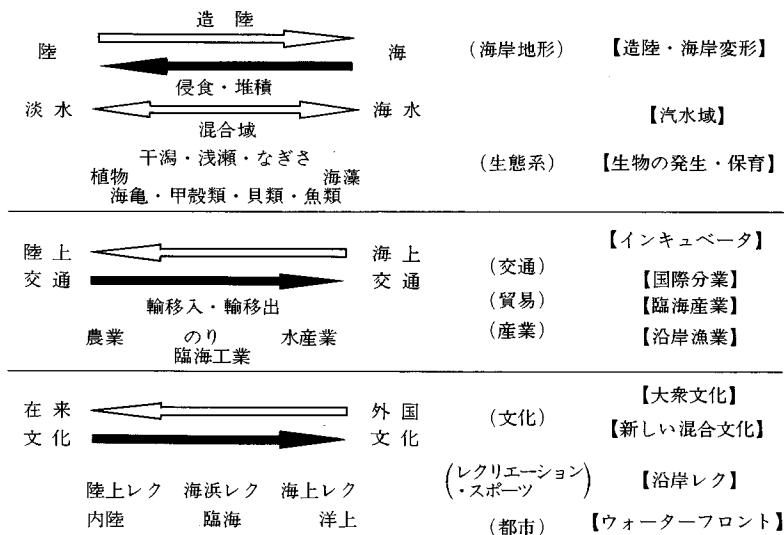 造陸
陸 海 (海岸地形) 【造陸・海岸変形】
侵食・堆積
淡水 海水 【汽水域】
混合域
干潟・浅瀬・なぎさ (生態系) 【生物の発生・保育】
植物 海藻
海亀・甲殻類・貝類・魚類
【インキュベータ】
陸上 海上
(交通)
交通 交通 【国際分業】
輸移入・輸移出 (貿易) 【臨海産業】
農業 のり 水産業 (産業) 【沿岸漁業】
臨海工業
【大衆文化】
在来 外国 (文化)
文化 文化 【新しい混合文化】
(レクリエーション
・スポーツ) 【沿岸レク】
陸上レク 海浜レク 海上レク
内陸 臨海 洋上 (都市) 【ウォーターフロント】